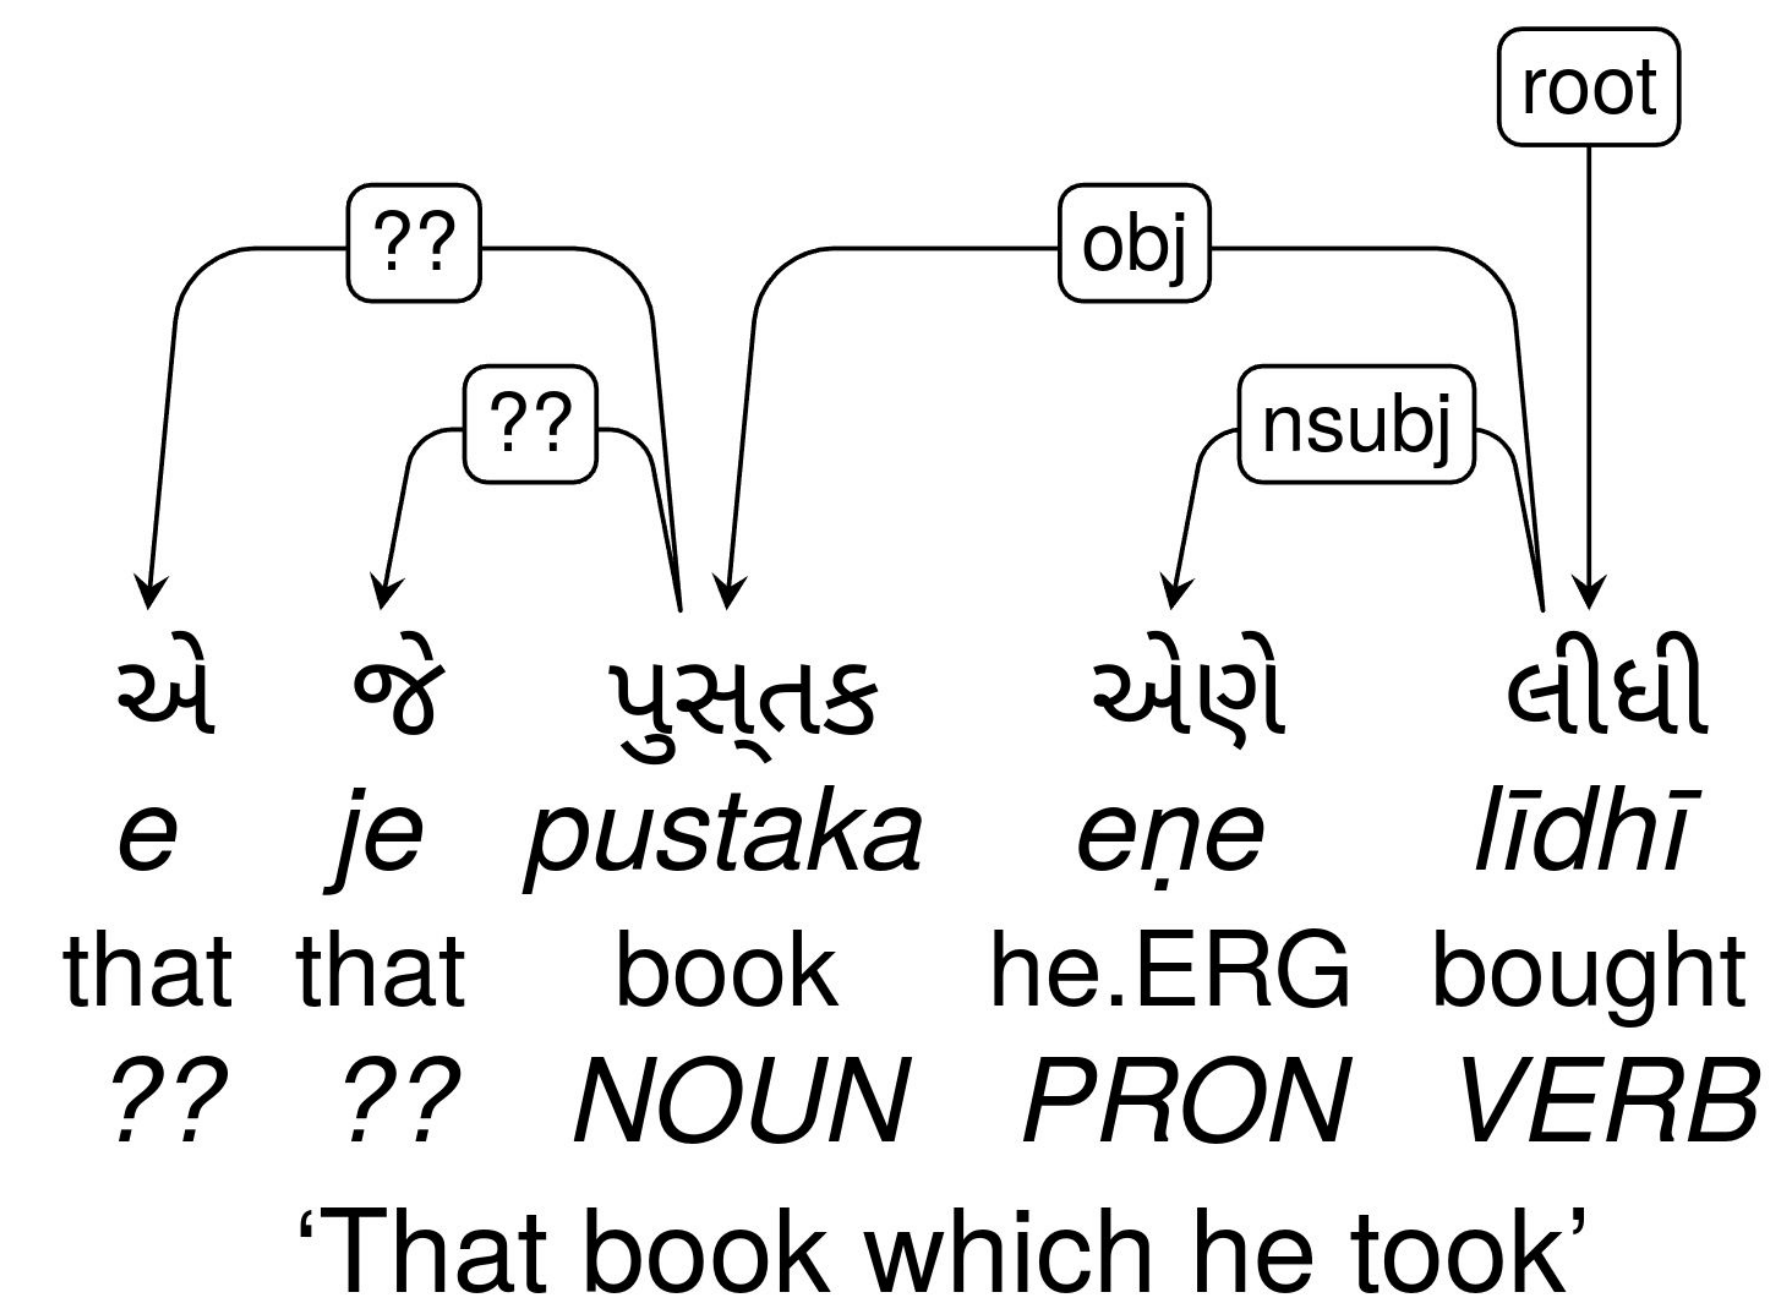 root
?? obj
?? nsubj
એ જે પુસ્‌તક એણે લીધી
e je pustaka eṇe līdhī
that that book he.ERG bought
?? ?? NOUN PRON VERB
‘That book which he took’